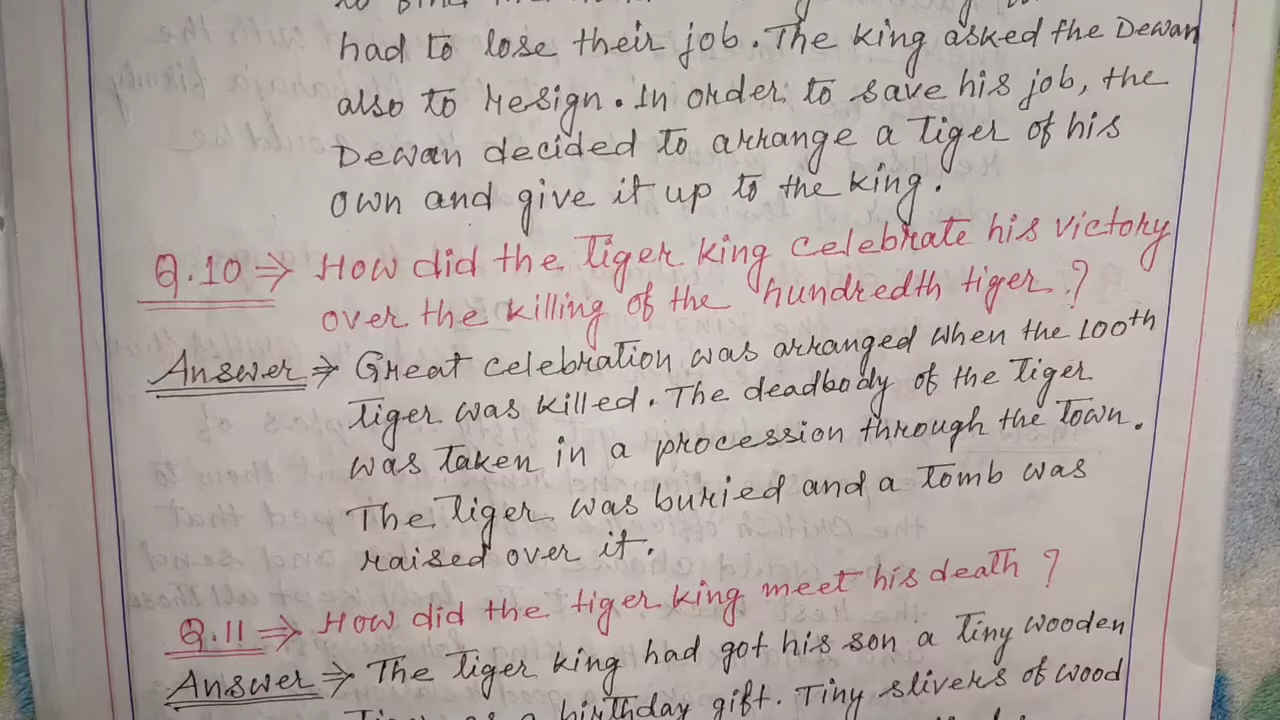 had to lose their job. The king asked the Dewan
also to resign. In order to save his job, the
Dewan decided to arrange a tiger of his
own and give it up to the king.
Q.10 ⇒ How did the Tiger King celebrate his victory
over the killing of the hundredth tiger?
Answer ⇒ Great celebration was arranged when the 100th
tiger was killed. The deadbody of the tiger
was taken in a procession through the town.
The tiger was buried and a tomb was
raised over it.
Q.11 ⇒ How did the tiger king meet his death?
Answer ⇒ The tiger king had got his son a tiny wooden
birthday gift. Tiny slivers of wood